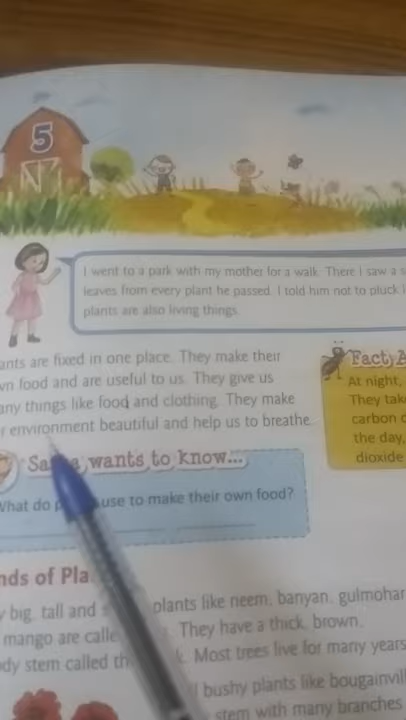 5
I went to a park with my mother for a walk. There I saw a
leaves from every plant he passed. I told him not to pluck
plants are also living things.
ants are fixed in one place. They make their
wn food and are useful to us. They give us
any things like food and clothing. They make
r environment beautiful and help us to breathe.
Fact
At night,
They tak
carbon
the day,
dioxide
wants to know...
What do use to make their own food?
nds of Pla
y big, tall and plants like neem, banyan, gulmohar
mango are calle They have a thick, brown,
dy stem called th Most trees live for many years
bushy plants like bougainvil
stem with many branches